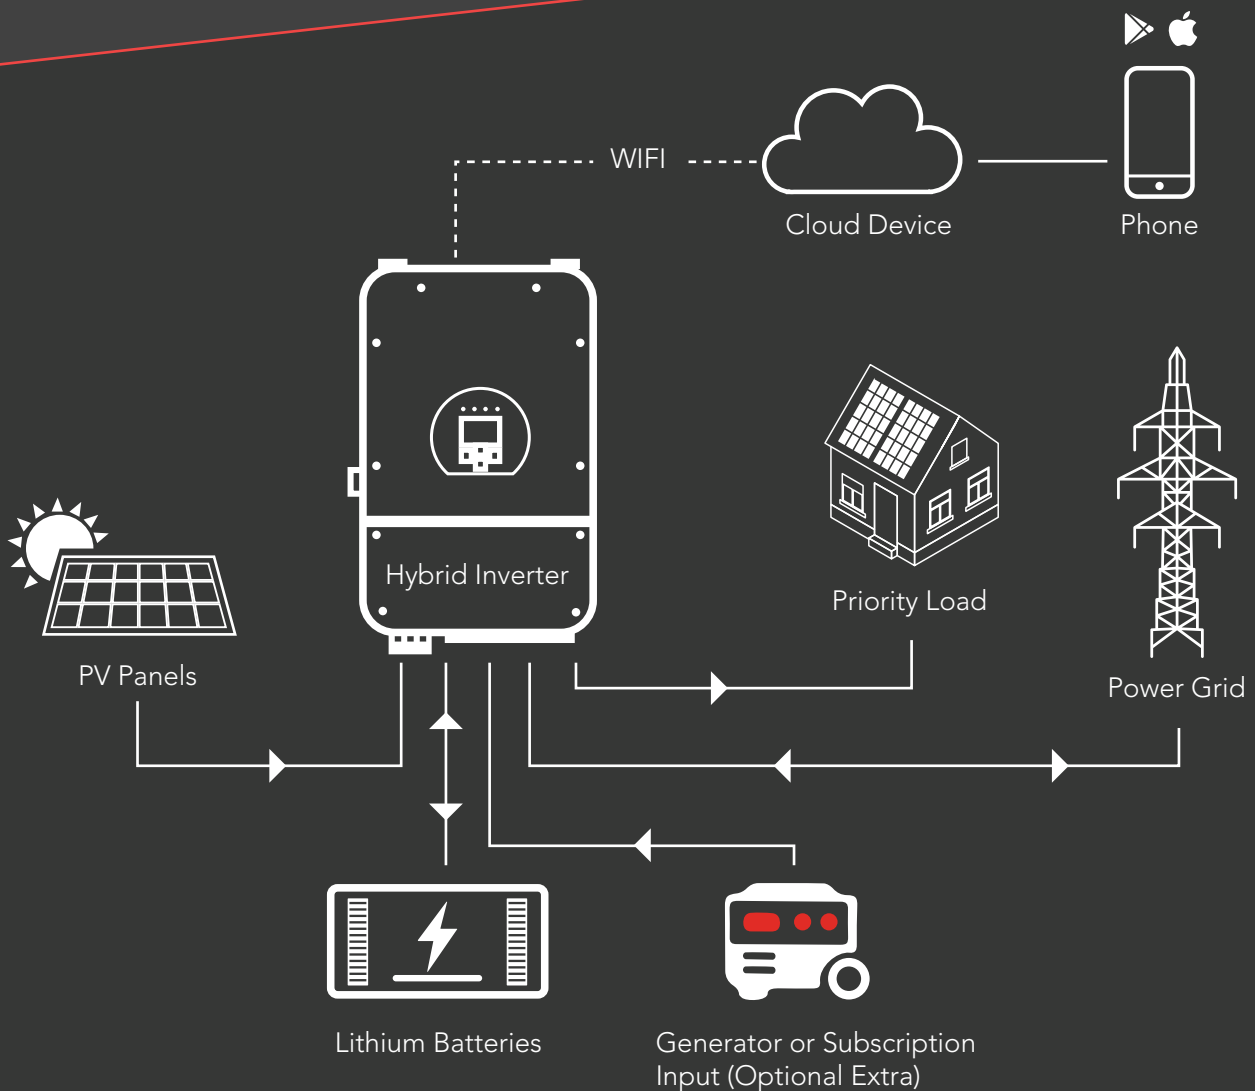 WIFI
Cloud Device
Phone
Hybrid Inverter
Priority Load
PV Panels
Power Grid
Lithium Batteries
Generator or Subscription
Input (Optional Extra)